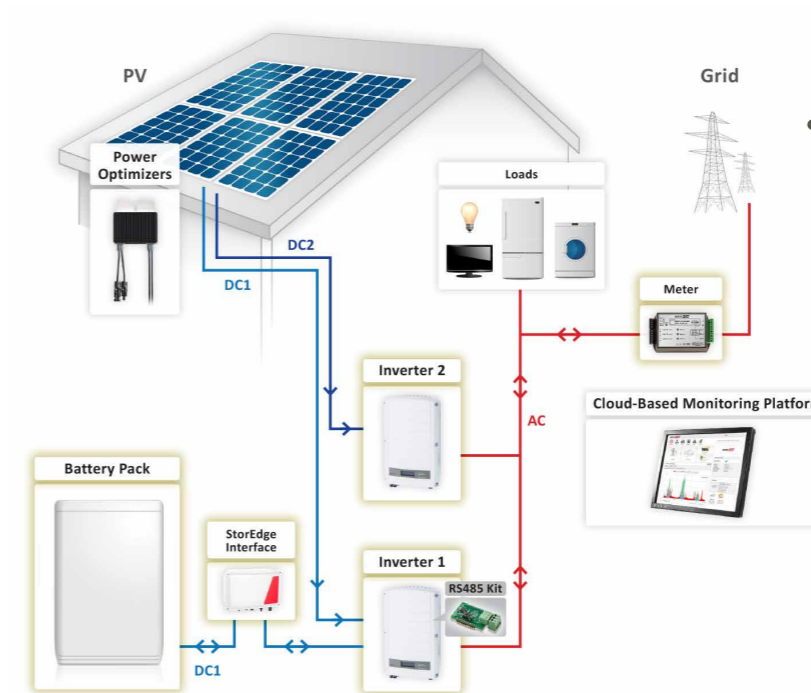 PV
Grid
Power
Optimizers
Loads
DC2
DC1
Meter
Inverter 2
AC
Cloud-Based Monitoring Platfor
Battery Pack
StorEdge
Interface
Inverter 1
RS485 Kit
DC1